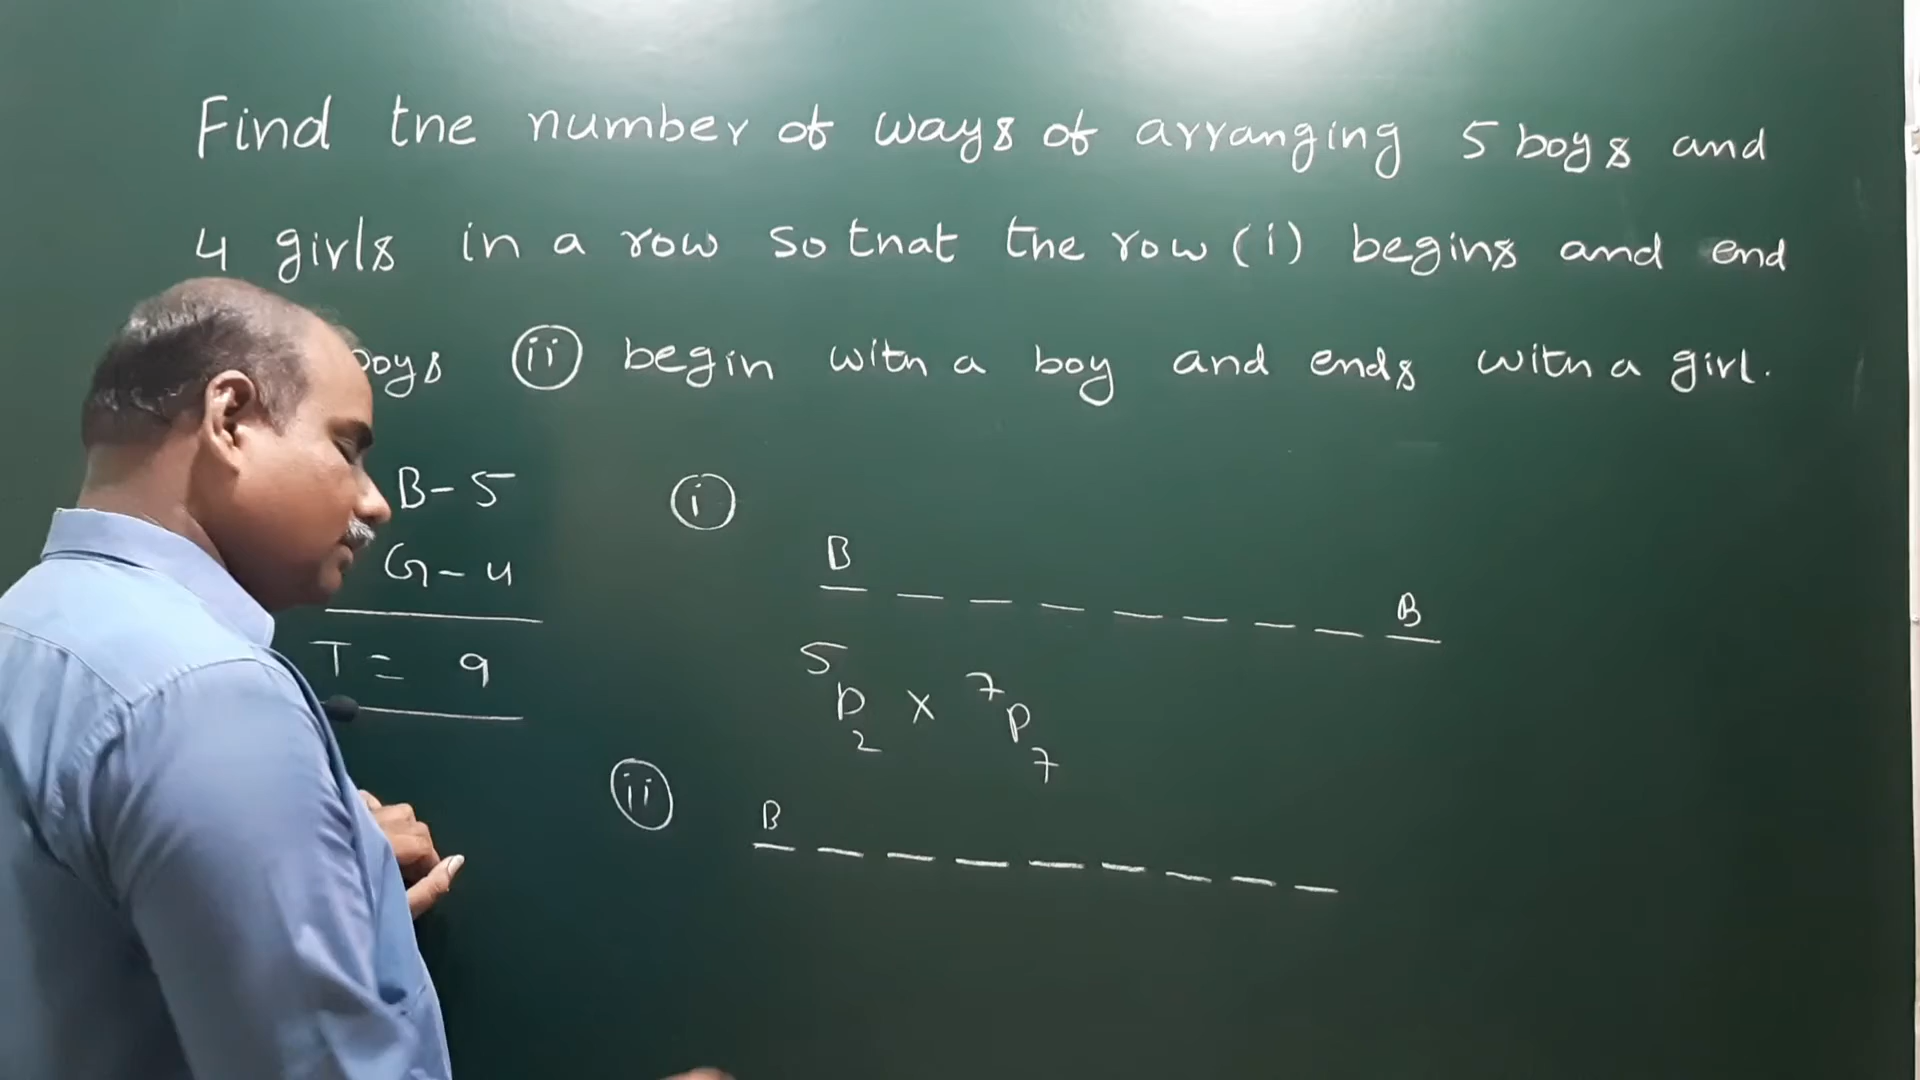 Find the number of ways of arranging 5 boys and
4 girls in a row so that the row (i) begins and end
boys (ii) begin with a boy and ends with a girl.
B - 5
G - 4
T = 9
(i)
B _ _ _ _ _ _ _ B
5P2 × 7P7
(ii)
B _ _ _ _ _ _ _ _